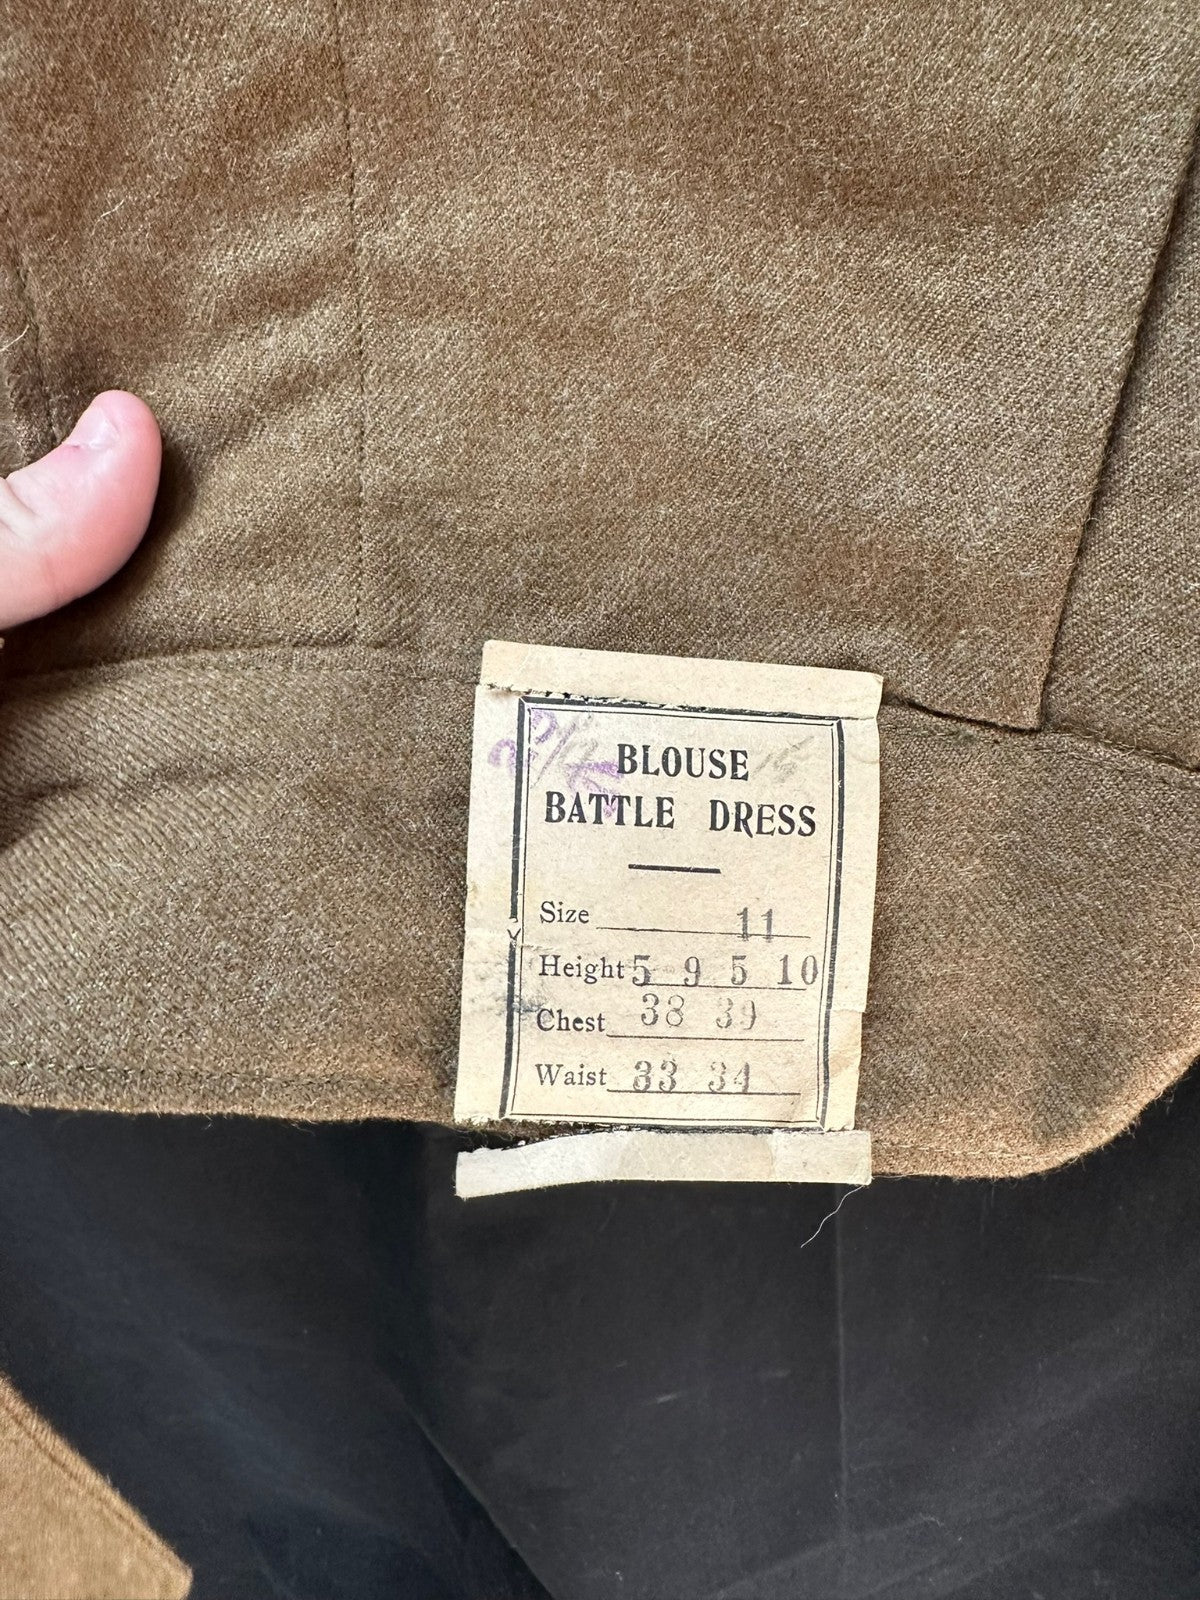 BLOUSE
BATTLE DRESS
Size 11
Height 5 9 5 10
Chest 38 39
Waist 33 34